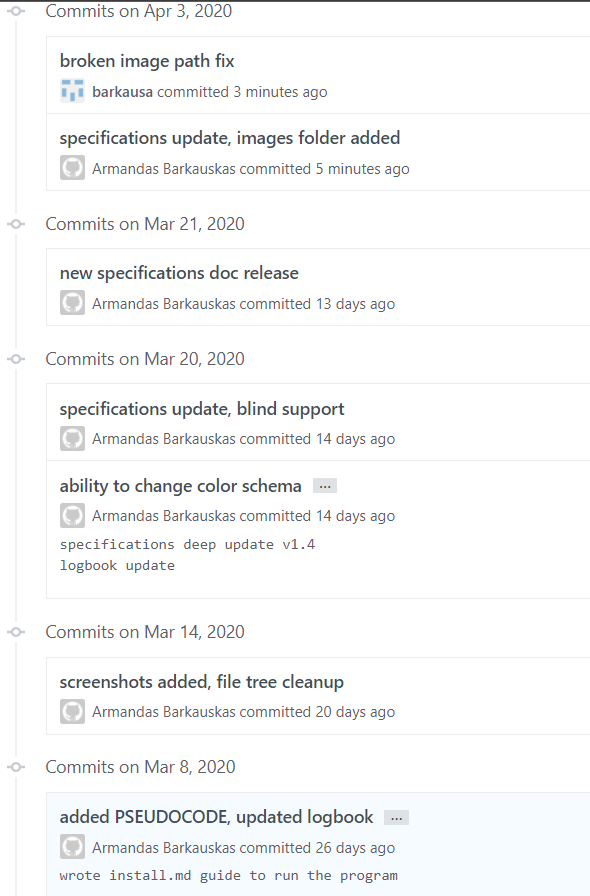 Commits on Apr 3, 2020
broken image path fix
barkausa committed 3 minutes ago
specifications update, images folder added
Armandas Barkauskas committed 5 minutes ago
Commits on Mar 21, 2020
new specifications doc release
Armandas Barkauskas committed 13 days ago
Commits on Mar 20, 2020
specifications update, blind support
Armandas Barkauskas committed 14 days ago
ability to change color schema ...
Armandas Barkauskas committed 14 days ago
specifications deep update v1.4
logbook update
Commits on Mar 14, 2020
screenshots added, file tree cleanup
Armandas Barkauskas committed 20 days ago
Commits on Mar 8, 2020
added PSEUDOCODE, updated logbook ...
Armandas Barkauskas committed 26 days ago
wrote install.md guide to run the program